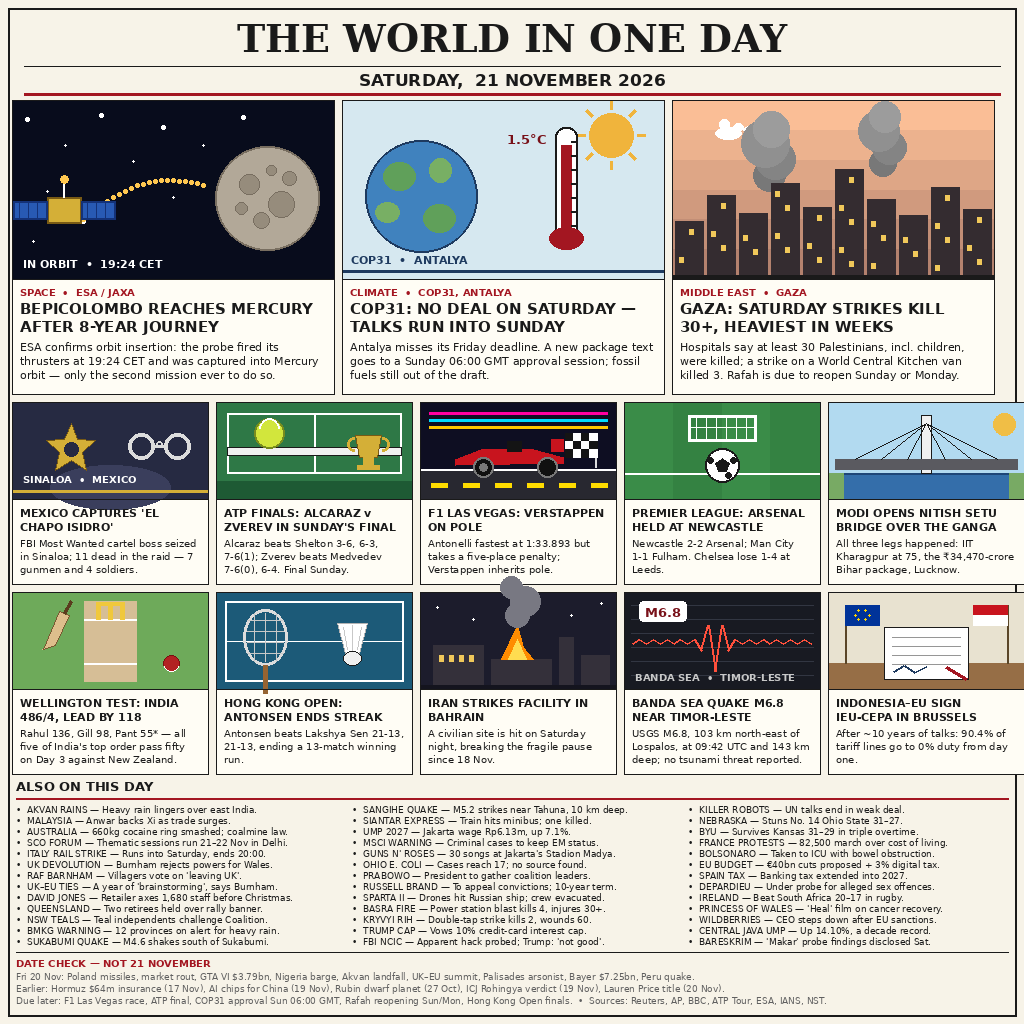 THE WORLD IN ONE DAY
SATURDAY, 21 NOVEMBER 2026
IN ORBIT • 19:24 CET
SPACE • ESA / JAXA
BEPICOLOMBO REACHES MERCURY
AFTER 8-YEAR JOURNEY
ESA confirms orbit insertion: the probe fired its
thrusters at 19:24 CET and was captured into Mercury
orbit — only the second mission ever to do so.
1.5°C
COP31 • ANTALYA
CLIMATE • COP31, ANTALYA
COP31: NO DEAL ON SATURDAY —
TALKS RUN INTO SUNDAY
Antalya misses its Friday deadline. A new package text
goes to a Sunday 06:00 GMT approval session; fossil
fuels still out of the draft.
MIDDLE EAST • GAZA
GAZA: SATURDAY STRIKES KILL
30+, HEAVIEST IN WEEKS
Hospitals say at least 30 Palestinians, incl. children,
were killed; a strike on a World Central Kitchen van
killed 3. Rafah is due to reopen Sunday or Monday.
SINALOA • MEXICO
MEXICO CAPTURES 'EL
CHAPO ISIDRO'
FBI Most Wanted cartel boss seized
in Sinaloa; 11 dead in the raid — 7
gunmen and 4 soldiers.
ATP FINALS: ALCARAZ v
ZVEREV IN SUNDAY'S FINAL
Alcaraz beats Shelton 3-6, 6-3,
7-6(1); Zverev beats Medvedev
7-6(0), 6-4. Final Sunday.
F1 LAS VEGAS: VERSTAPPEN
ON POLE
Antonelli fastest at 1:33.893 but
takes a five-place penalty;
Verstappen inherits pole.
PREMIER LEAGUE: ARSENAL
HELD AT NEWCASTLE
Newcastle 2-2 Arsenal; Man City
1-1 Fulham. Chelsea lose 1-4 at
Leeds.
MODI OPENS NITISH SETU
BRIDGE OVER THE GANGA
All three legs happened: IIT
Kharagpur at 75, the ₹34,470-crore
Bihar package, Lucknow.
WELLINGTON TEST: INDIA
486/4, LEAD BY 118
Rahul 136, Gill 98, Pant 55* — all
five of India's top order pass fifty
on Day 3 against New Zealand.
HONG KONG OPEN:
ANTONSEN ENDS STREAK
Antonsen beats Lakshya Sen 21-13,
21-13, ending a 13-match winning
run.
IRAN STRIKES FACILITY IN
BAHRAIN
A civilian site is hit on Saturday
night, breaking the fragile pause
since 18 Nov.
M6.8
BANDA SEA • TIMOR-LESTE
BANDA SEA QUAKE M6.8
NEAR TIMOR-LESTE
USGS M6.8, 103 km north-east of
Lospalos, at 09:42 UTC and 143 km
deep; no tsunami threat reported.
INDONESIA–EU SIGN
IEU-CEPA IN BRUSSELS
After ~10 years of talks: 90.4% of
tariff lines go to 0% duty from day
one.
ALSO ON THIS DAY
• AKVAN RAINS — Heavy rain lingers over east India.
• MALAYSIA — Anwar backs Xi as trade surges.
• AUSTRALIA — 660kg cocaine ring smashed; coalmine law.
• SCO FORUM — Thematic sessions run 21–22 Nov in Delhi.
• ITALY RAIL STRIKE — Runs into Saturday, ends 20:00.
• UK DEVOLUTION — Burnham rejects powers for Wales.
• RAF BARNHAM — Villagers vote on 'leaving UK'.
• UK–EU TIES — A year of 'brainstorming', says Burnham.
• DAVID JONES — Retailer axes 1,680 staff before Christmas.
• QUEENSLAND — Two retirees held over rally banner.
• NSW TEALS — Teal independents challenge Coalition.
• BMKG WARNING — 12 provinces on alert for heavy rain.
• SUKABUMI QUAKE — M4.6 shakes south of Sukabumi.
• SANGIHE QUAKE — M5.2 strikes near Tahuna, 10 km deep.
• SIANTAR EXPRESS — Train hits minibus; one killed.
• UMP 2027 — Jakarta wage Rp6.13m, up 7.1%.
• MSCI WARNING — Criminal cases to keep EM status.
• GUNS N' ROSES — 30 songs at Jakarta's Stadion Madya.
• OHIO E. COLI — Cases reach 17; no source found.
• PRABOWO — President to gather coalition leaders.
• RUSSELL BRAND — To appeal convictions; 10-year term.
• SPARTA II — Drones hit Russian ship; crew evacuated.
• BASRA FIRE — Power station blast kills 4, injures 30+.
• KRYVYI RIH — Double-tap strike kills 2, wounds 60.
• TRUMP CAP — Vows 10% credit-card interest cap.
• FBI NCIC — Apparent hack probed; Trump: 'not good'.
• KILLER ROBOTS — UN talks end in weak deal.
• NEBRASKA — Stuns No. 14 Ohio State 31–27.
• BYU — Survives Kansas 31–29 in triple overtime.
• FRANCE PROTESTS — 82,500 march over cost of living.
• BOLSONARO — Taken to ICU with bowel obstruction.
• EU BUDGET — €40bn cuts proposed + 3% digital tax.
• SPAIN TAX — Banking tax extended into 2027.
• DEPARDIEU — Under probe for alleged sex offences.
• IRELAND — Beat South Africa 20–17 in rugby.
• PRINCESS OF WALES — 'Heal' film on cancer recovery.
• WILDBERRIES — CEO steps down after EU sanctions.
• CENTRAL JAVA UMP — Up 14.10%, a decade record.
• BARESKRIM — 'Makar' probe findings disclosed Sat.
DATE CHECK — NOT 21 NOVEMBER
Fri 20 Nov: Poland missiles, market rout, GTA VI $3.79bn, Nigeria barge, Akvan landfall, UK–EU summit, Palisades arsonist, Bayer $7.25bn, Peru quake.
Earlier: Hormuz $64m insurance (17 Nov), AI chips for China (19 Nov), Rubin dwarf planet (27 Oct), ICJ Rohingya verdict (19 Nov), Lauren Price title (20 Nov).
Due later: F1 Las Vegas race, ATP final, COP31 approval Sun 06:00 GMT, Rafah reopening Sun/Mon, Hong Kong Open finals. • Sources: Reuters, AP, BBC, ATP Tour, ESA, IANS, NST.